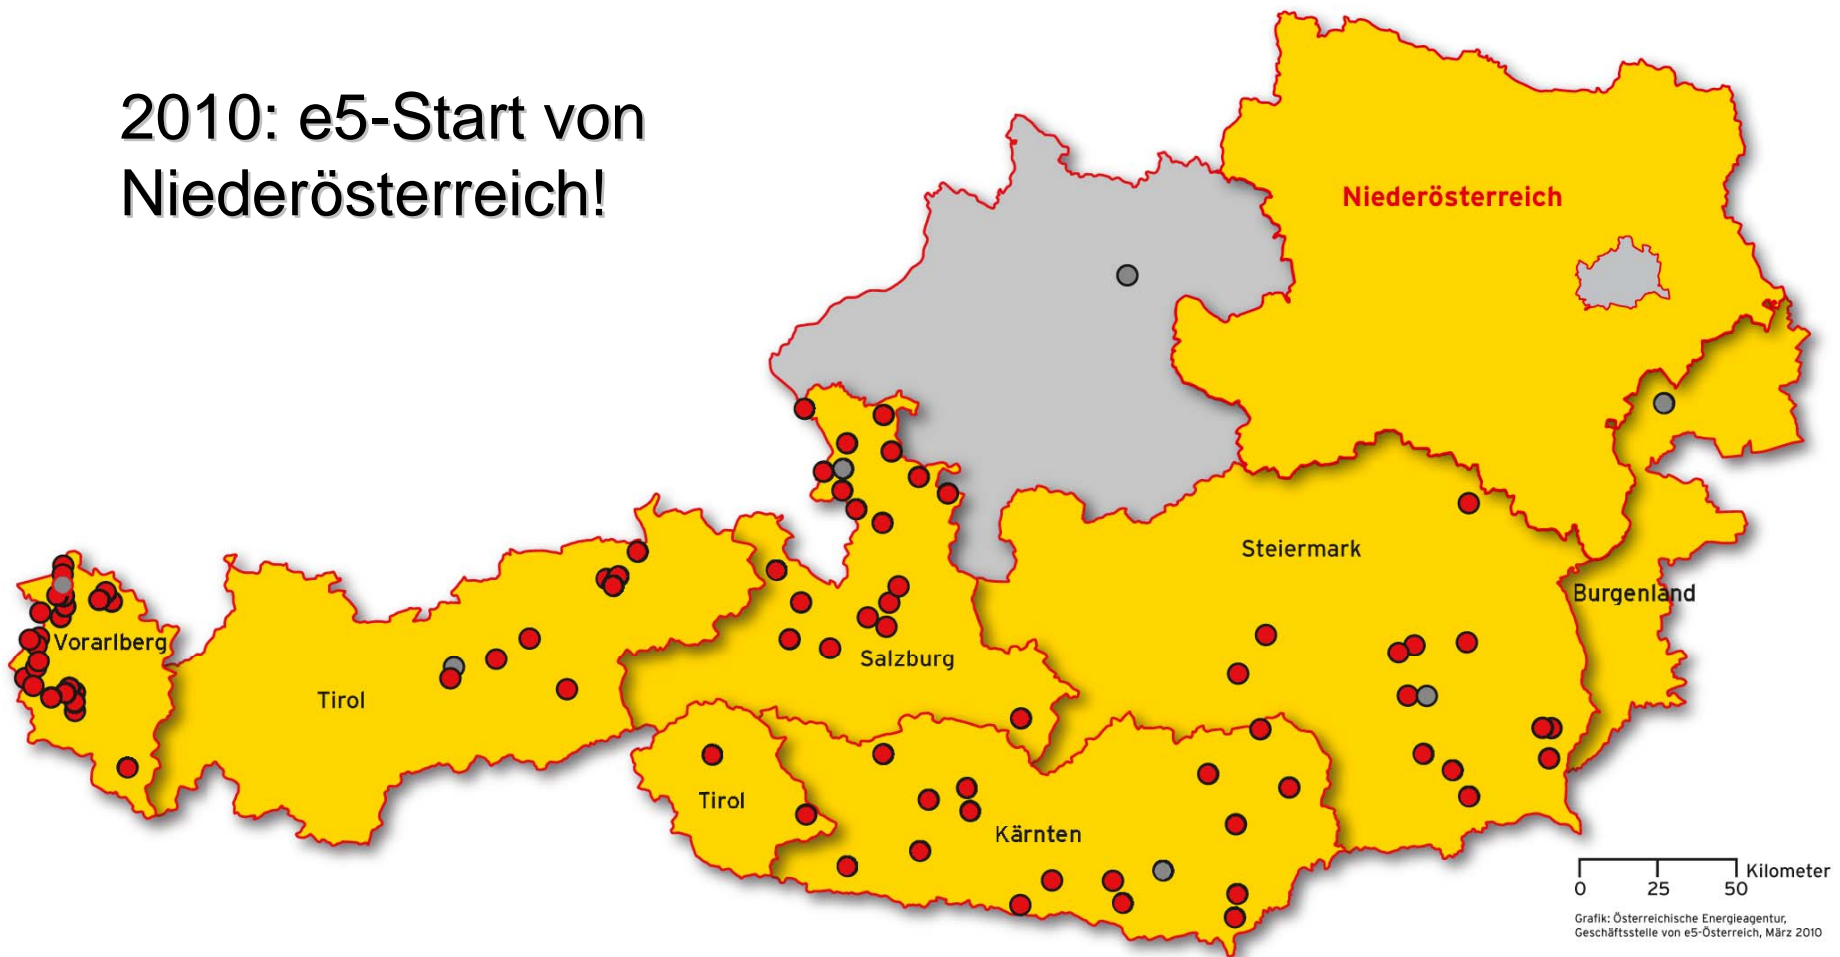 2010: e5-Start von
Niederösterreich!
Niederösterreich
Steiermark
Burgenland
Vorarlberg
Salzburg
Tirol
Tirol
Kärnten
Kilometer
0 25 50
Grafik: Österreichische Energieagentur,
Geschäftsstelle von e5-Österreich, März 2010